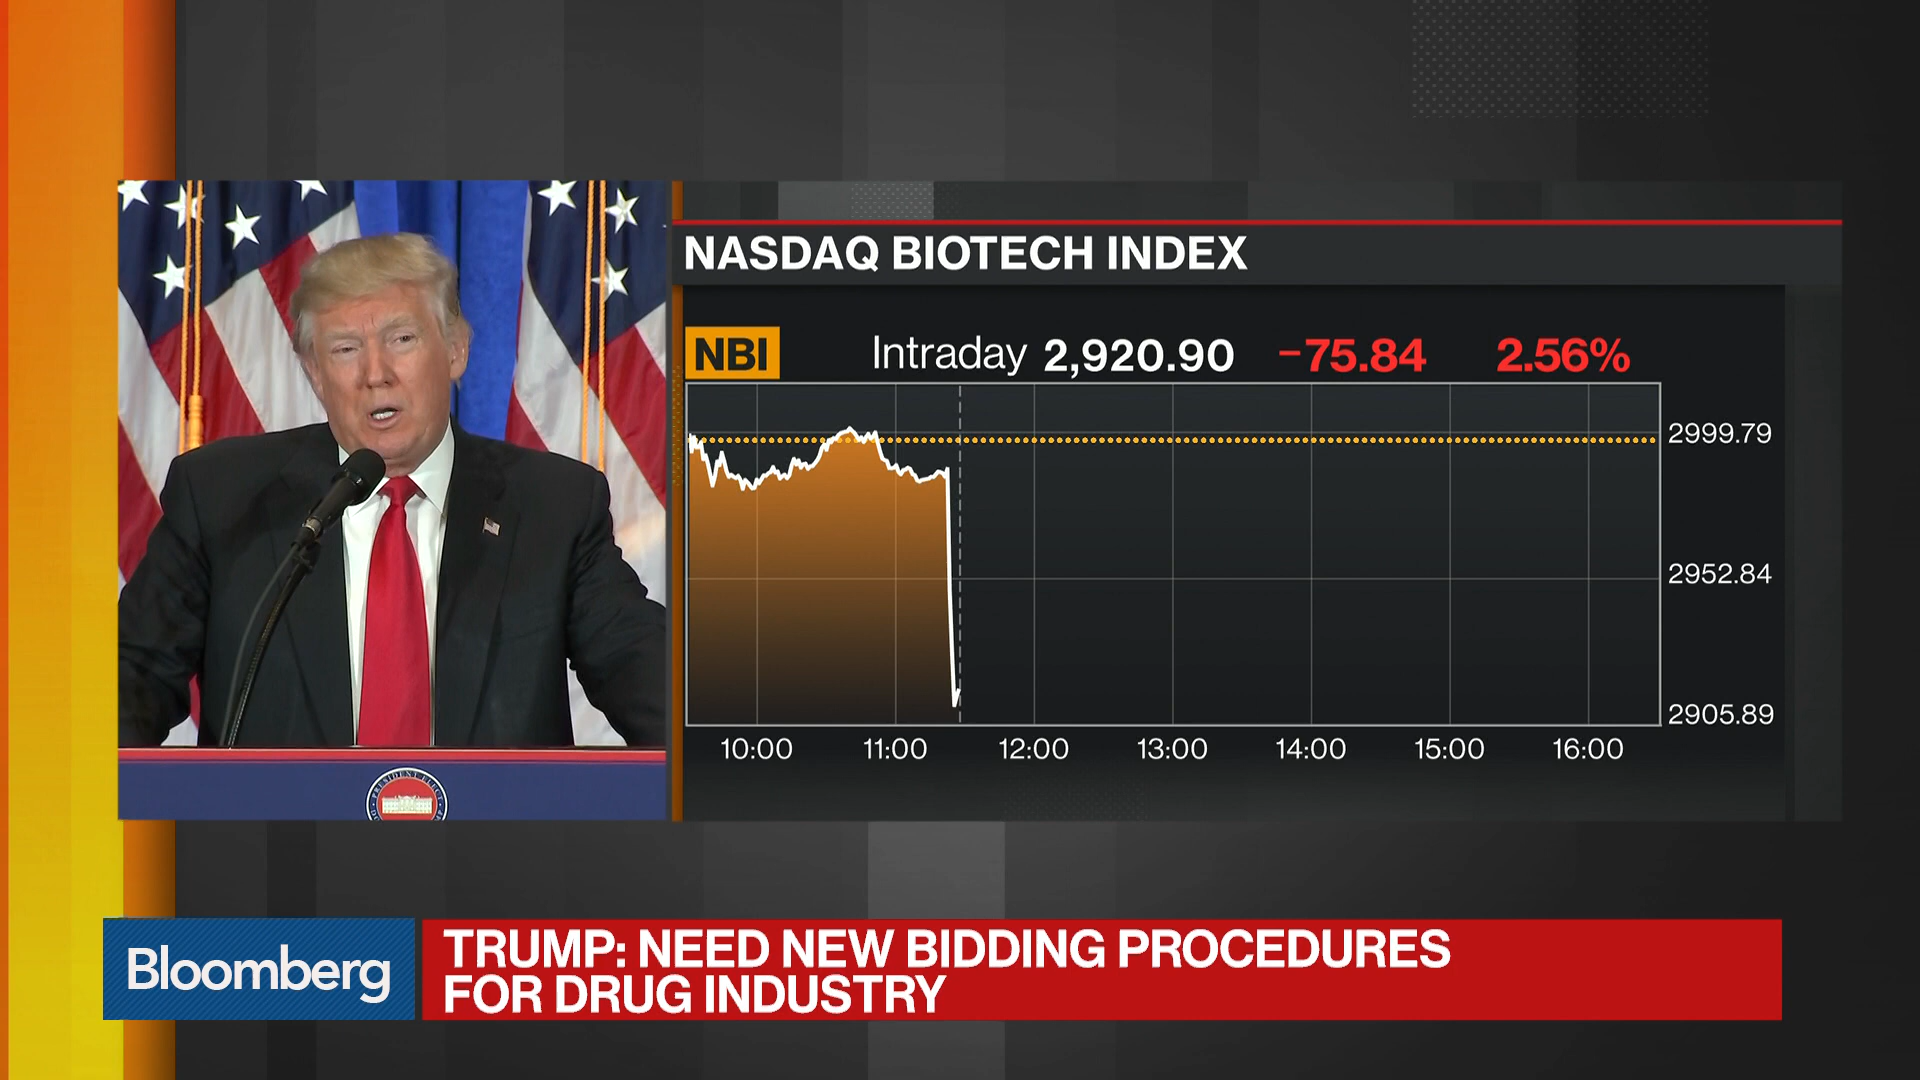 NASDAQ BIOTECH INDEX
NBI Intraday 2,920.90 −75.84 2.56%
2999.79
2952.84
2905.89
10:00 11:00 12:00 13:00 14:00 15:00 16:00
PRESIDENT ELECT
Bloomberg
TRUMP: NEED NEW BIDDING PROCEDURES
FOR DRUG INDUSTRY